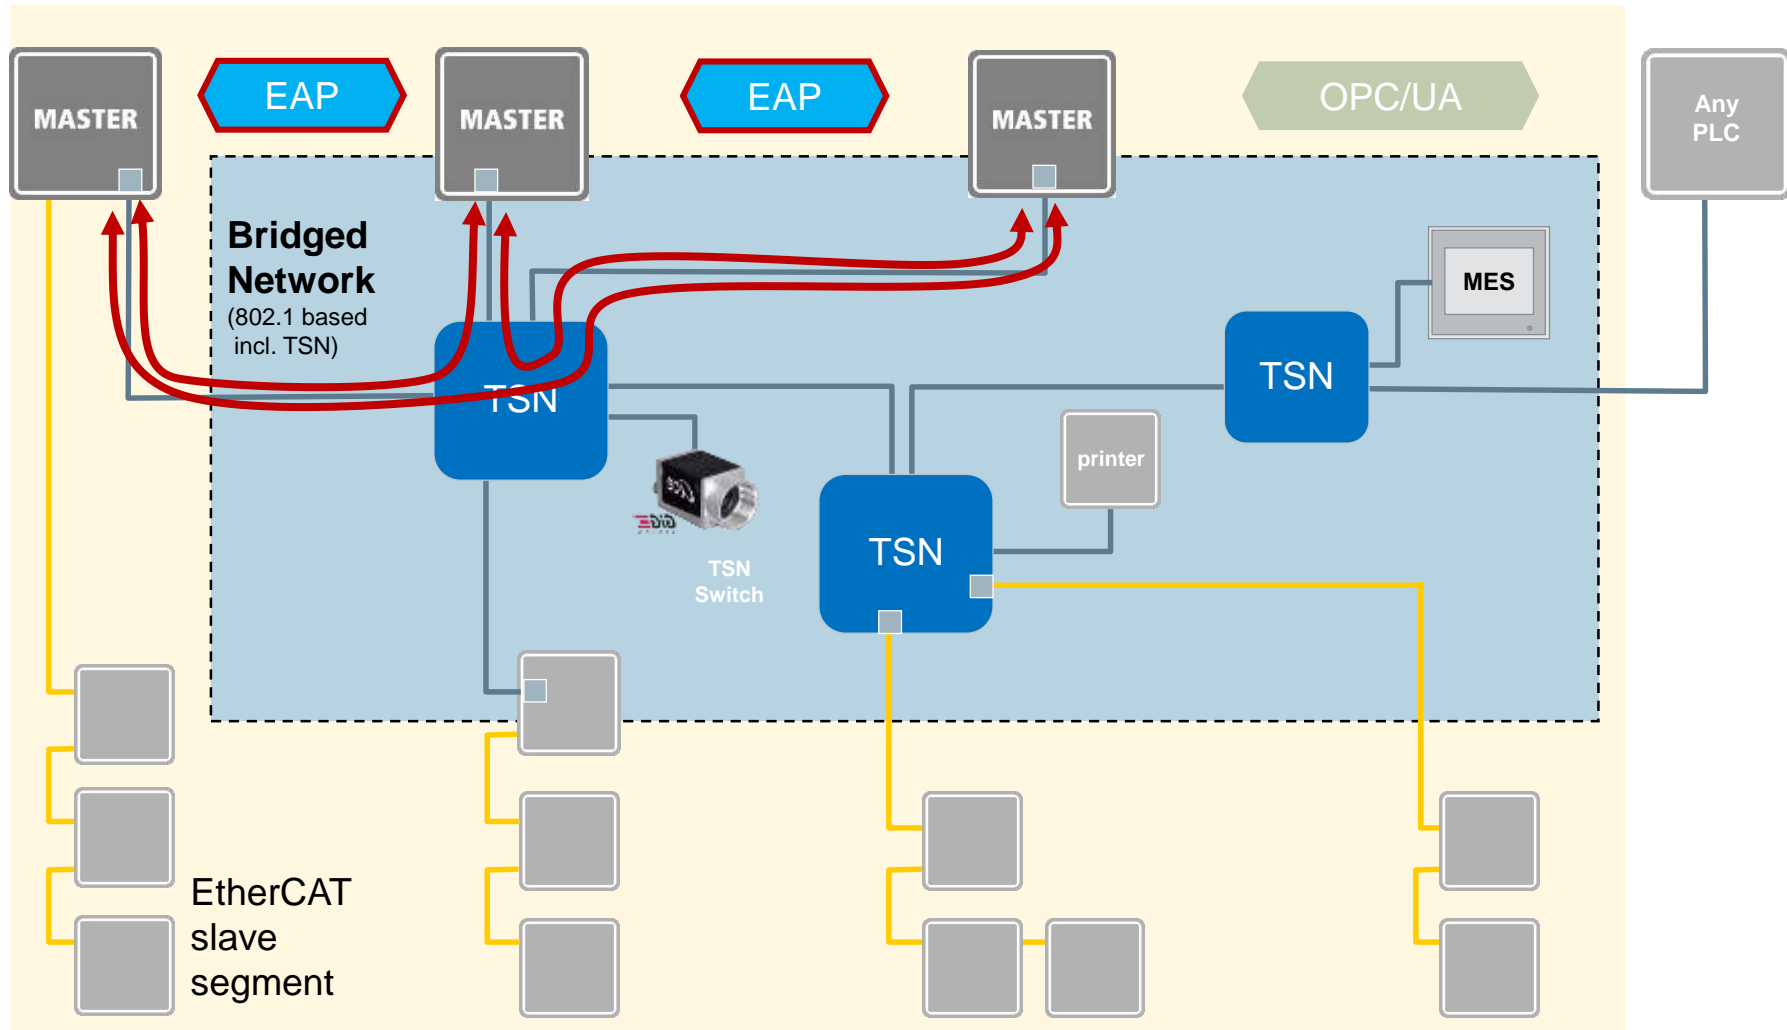 EAP
EAP
OPC/UA
MASTER
MASTER
MASTER
Any
PLC
Bridged
Network
(802.1 based
incl. TSN)
MES
TSN
TSN
printer
TSN
TSN
Switch
EtherCAT
slave
segment